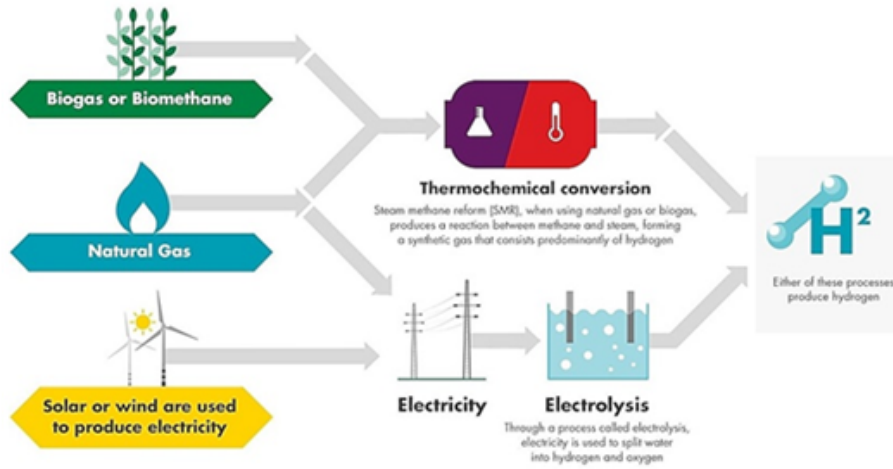 Biogas or Biomethane
Natural Gas
Solar or wind are used
to produce electricity
Thermochemical conversion
Steam methane reform (SMR), when using natural gas or biogas,
produces a reaction between methane and steam, forming
a synthetic gas that consists predominantly of hydrogen
Electricity
Electrolysis
Through a process called electrolysis,
electricity is used to split water
into hydrogen and oxygen
H²
Either of these processes
produce hydrogen